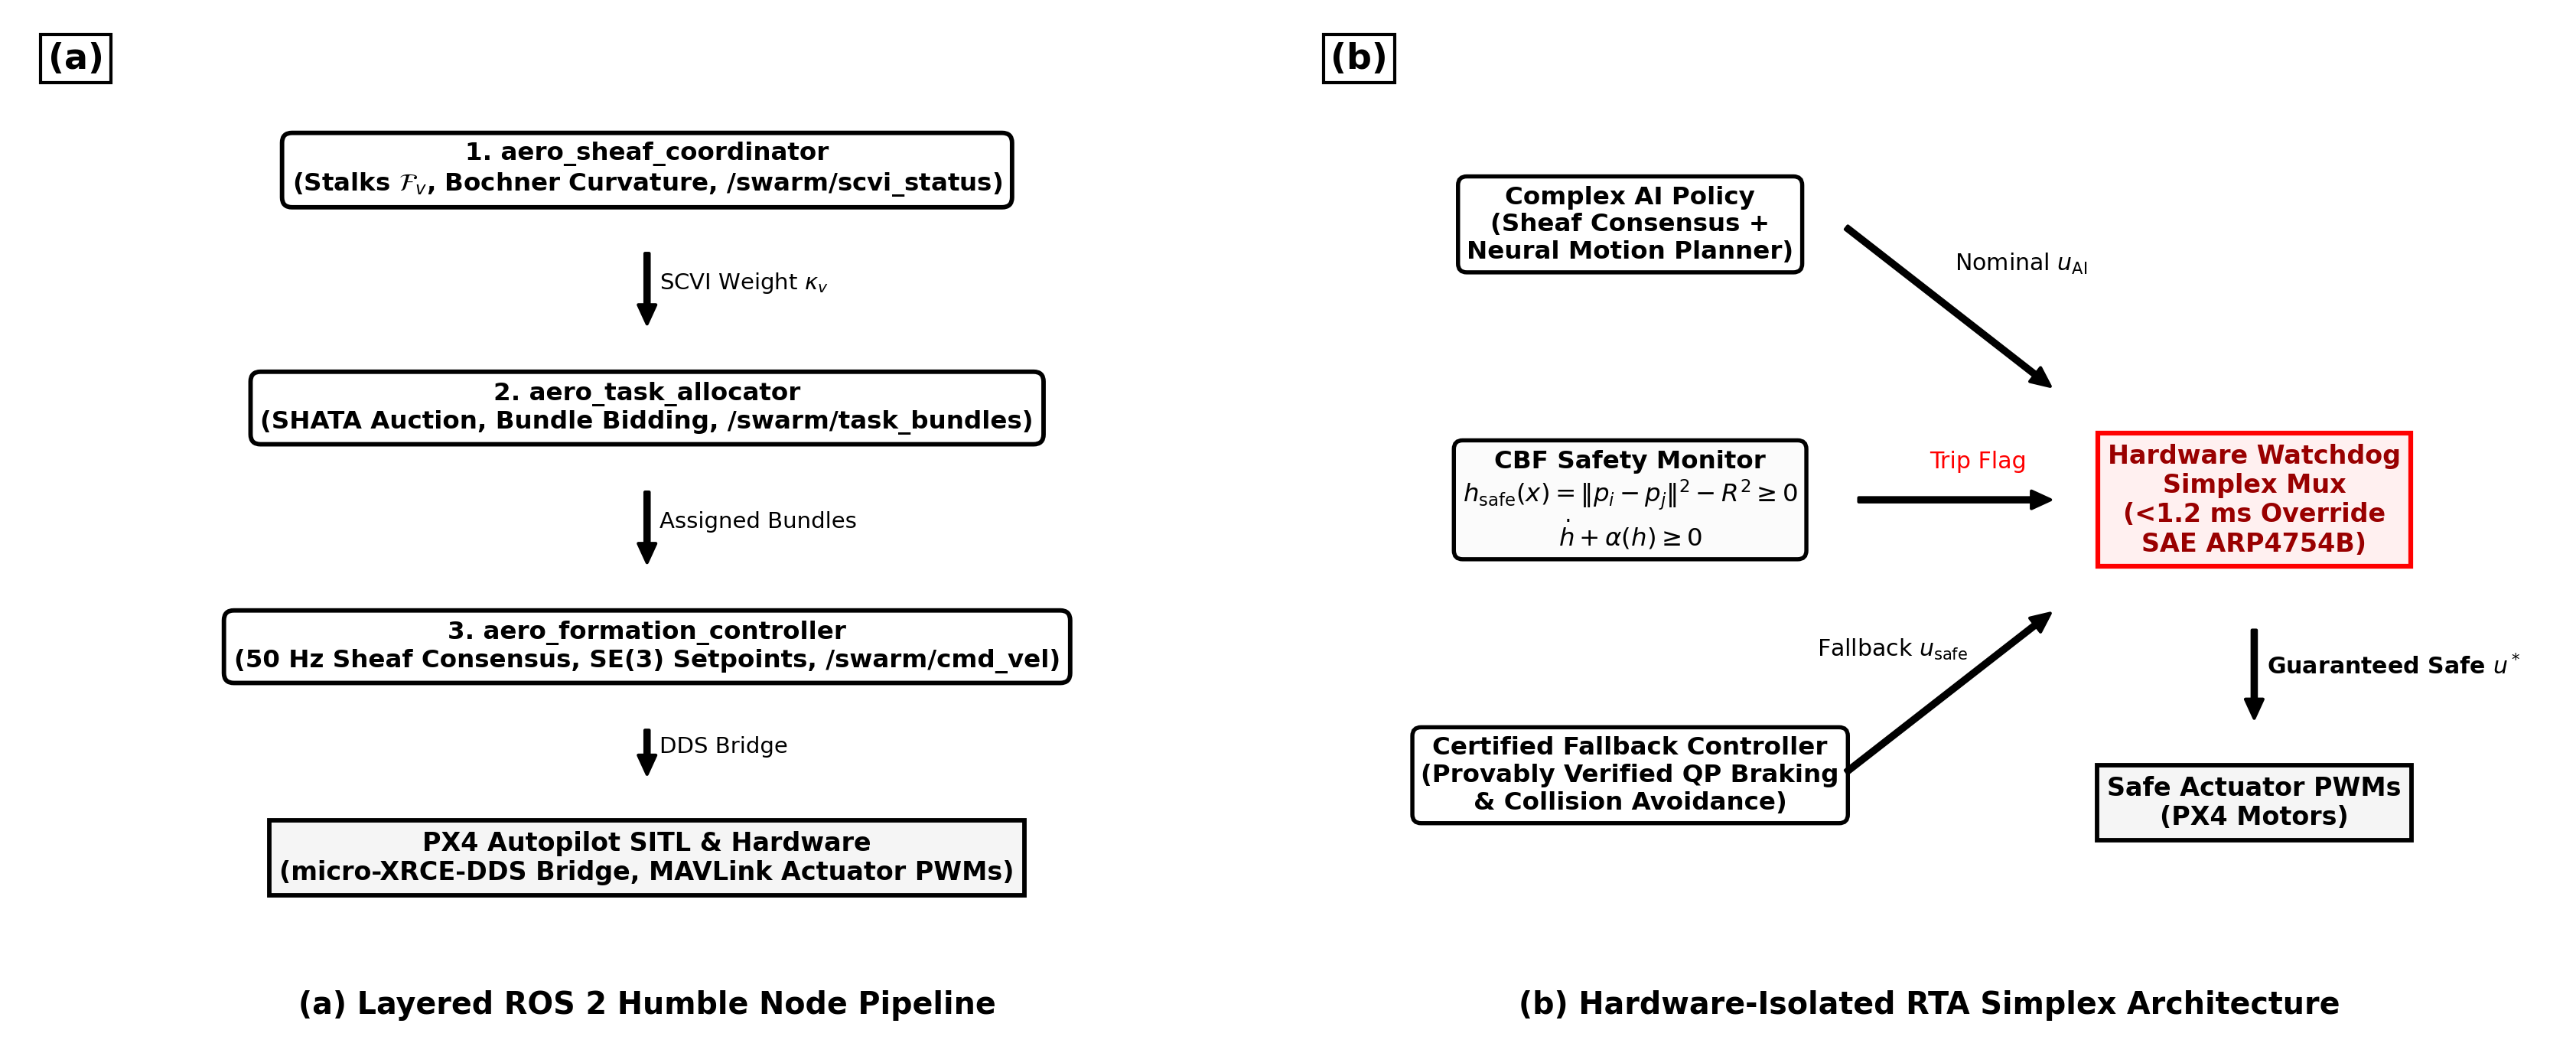 (a)
1. aero_sheaf_coordinator
(Stalks ℱᵥ, Bochner Curvature, /swarm/scvi_status)
SCVI Weight κᵥ
2. aero_task_allocator
(SHATA Auction, Bundle Bidding, /swarm/task_bundles)
Assigned Bundles
3. aero_formation_controller
(50 Hz Sheaf Consensus, SE(3) Setpoints, /swarm/cmd_vel)
DDS Bridge
PX4 Autopilot SITL & Hardware
(micro-XRCE-DDS Bridge, MAVLink Actuator PWMs)
(a) Layered ROS 2 Humble Node Pipeline
(b)
Complex AI Policy
(Sheaf Consensus +
Neural Motion Planner)
Nominal u_AI
CBF Safety Monitor
h_safe(x) = ‖p_i − p_j‖² − R² ≥ 0
ḣ + α(h) ≥ 0
Trip Flag
Hardware Watchdog
Simplex Mux
(<1.2 ms Override
SAE ARP4754B)
Fallback u_safe
Certified Fallback Controller
(Provably Verified QP Braking
& Collision Avoidance)
Guaranteed Safe u*
Safe Actuator PWMs
(PX4 Motors)
(b) Hardware-Isolated RTA Simplex Architecture